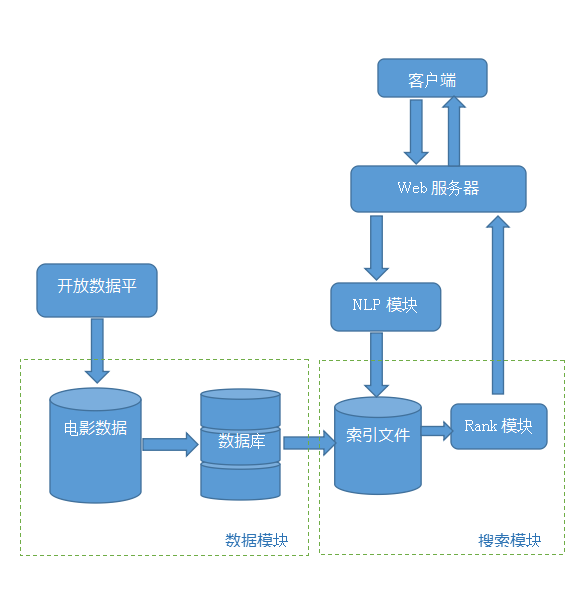 客户端
Web 服务器
开放数据平
NLP 模块
电影数据
数据库
索引文件
Rank 模块
数据模块
搜索模块